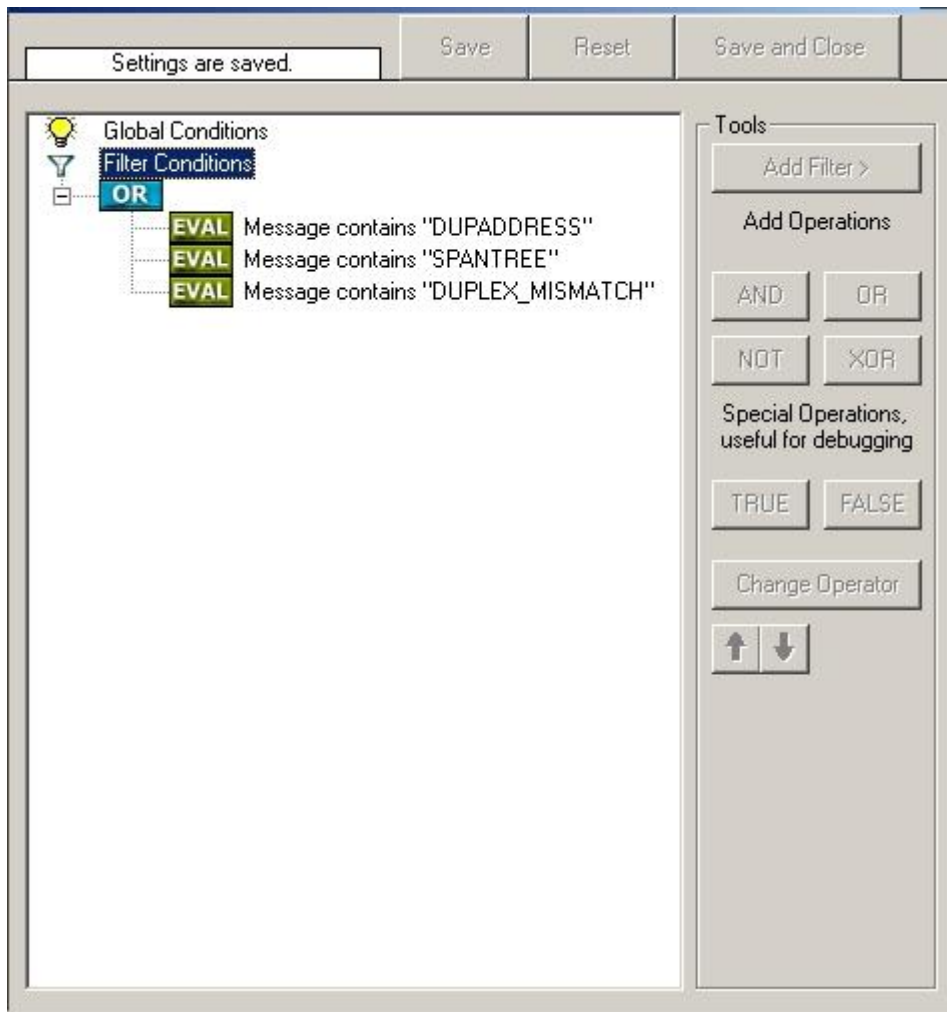 Settings are saved.
Save
Reset
Save and Close
Global Conditions
Filter Conditions
OR
EVAL Message contains "DUPADDRESS"
EVAL Message contains "SPANTREE"
EVAL Message contains "DUPLEX_MISMATCH"
Tools
Add Filter >
Add Operations
AND
OR
NOT
XOR
Special Operations,
useful for debugging
TRUE
FALSE
Change Operator